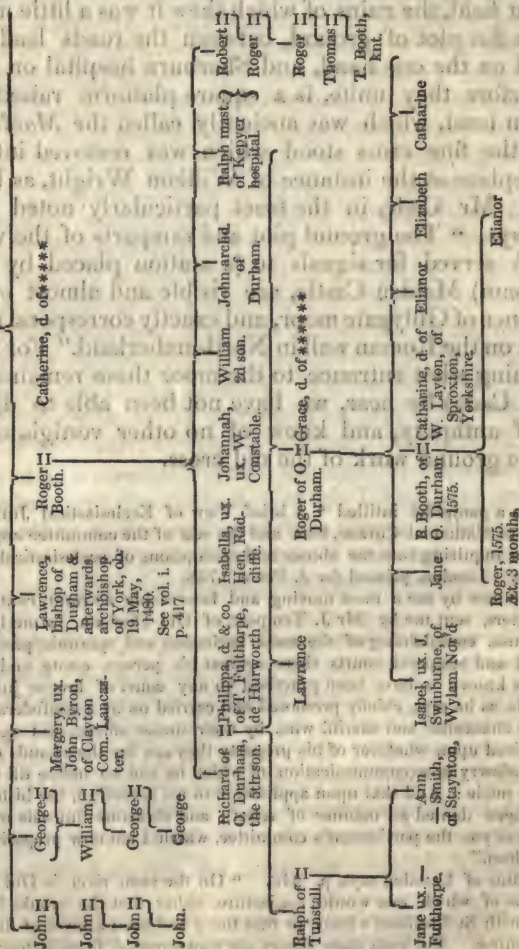 John
John
John
John.
George
William
George
George
Margery, ux.
John Byron,
of Clayton
Com. Lancas-
ter.
Lawrence,
bishop of
Durham &
afterwards
archbishop
of York, ob.
19 May,
1480.
See vol. i.
p. 417
Roger
Booth.
Catherine, d. of *****
Richard of
O. Durham,
the 5th son.
Philippa, d. & co.
of T. Fulthorpe,
de Hurworth
Isabella, ux.
Hen. Rad-
cliffe.
Johannah,
ux. W.
Constable.
William
2d son.
John archd.
of
Durham.
Ralph mast.
of Kepyer
hospital.
Robert
Roger
Roger
Thomas
T. Booth,
knt.
Ralph of
Tunstall.
Lawrence
Roger of O.
Durham.
Grace, d. of ******
Jane ux. —
Fulthorpe.
Ann
— Smith,
of Staynton,
Isabel, ux. J.
Swinburne, of
Wylam Nor'd
Jane
R. Booth, of
O. Durham
1575.
Catharine, d. of
W. Layton, of
Sproxton,
Yorkshire,
Elianor
Elizabeth
Catharine
Roger, 1575.
Æt. 3 months,
Elianor